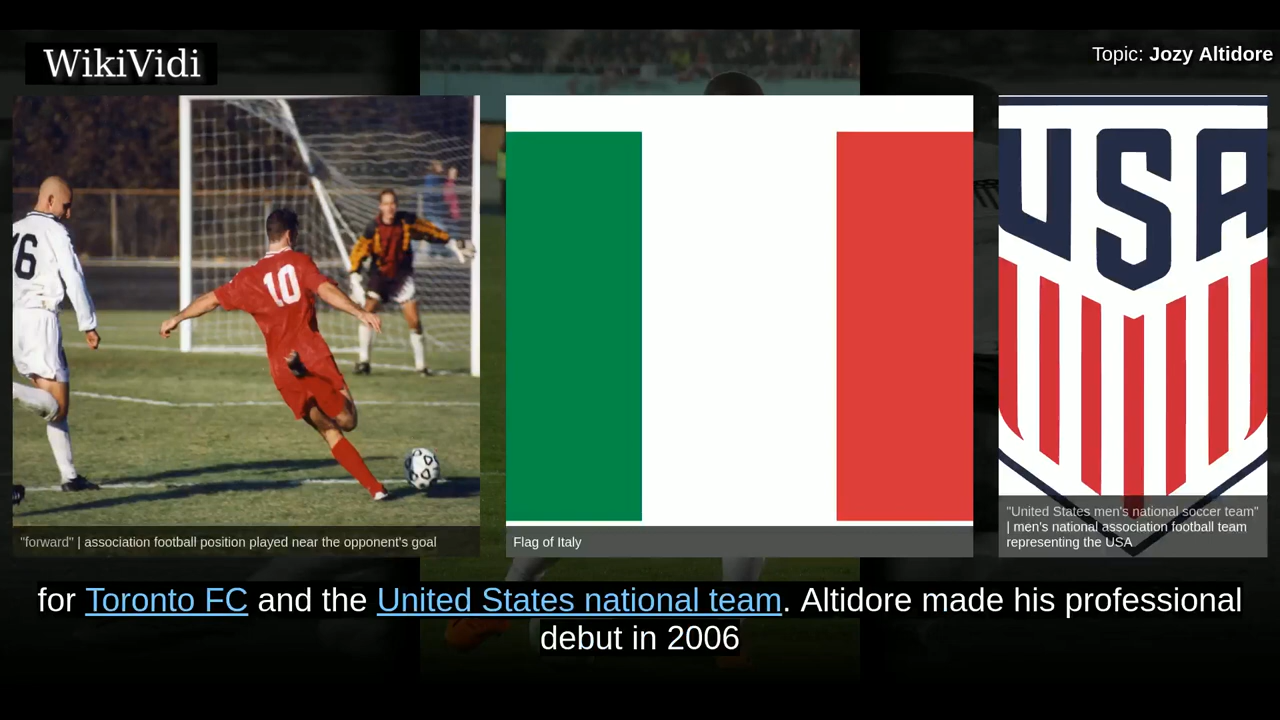 WikiVidi
Topic: Jozy Altidore
6
10
USA
"forward" | association football position played near the opponent's goal
Flag of Italy
"United States men's national soccer team"
| men's national association football team
representing the USA
for Toronto FC and the United States national team. Altidore made his professional
debut in 2006